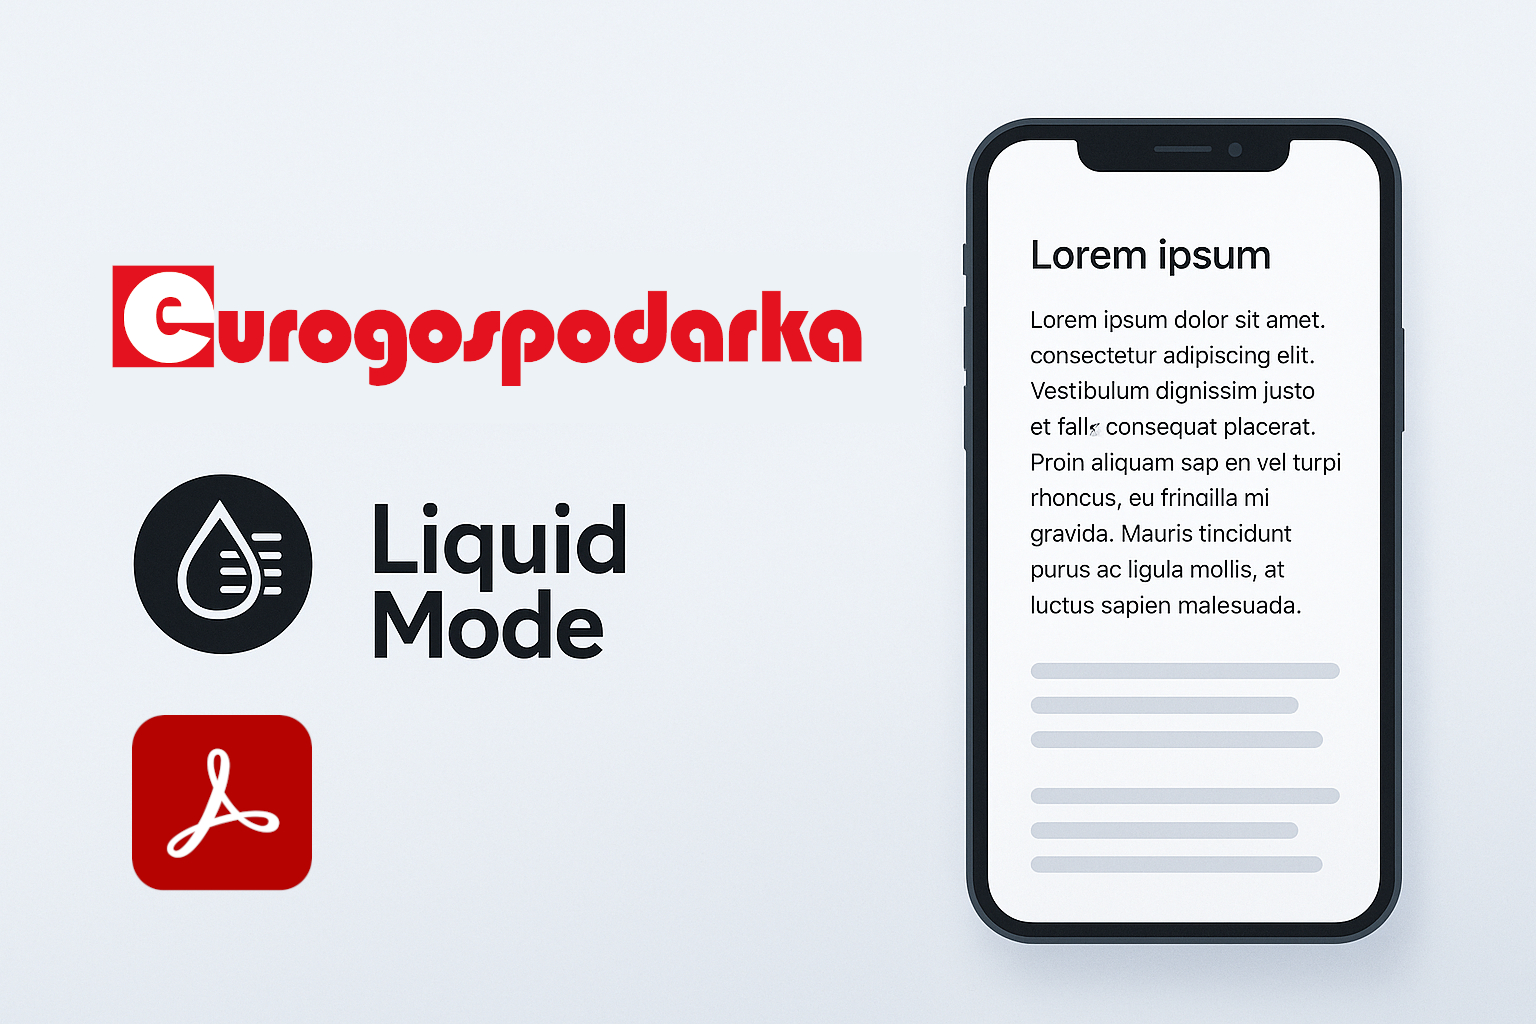 eurogospodarka
Liquid
Mode
Lorem ipsum
Lorem ipsum dolor sit amet.
consectetur adipiscing elit.
Vestibulum dignissim justo
et consequat placerat.
Proin aliquam sap en vel turpi
rhoncus, eu fringilla mi
gravida. Mauris tincidunt
purus ac ligula mollis, at
luctus sapien malesuada.